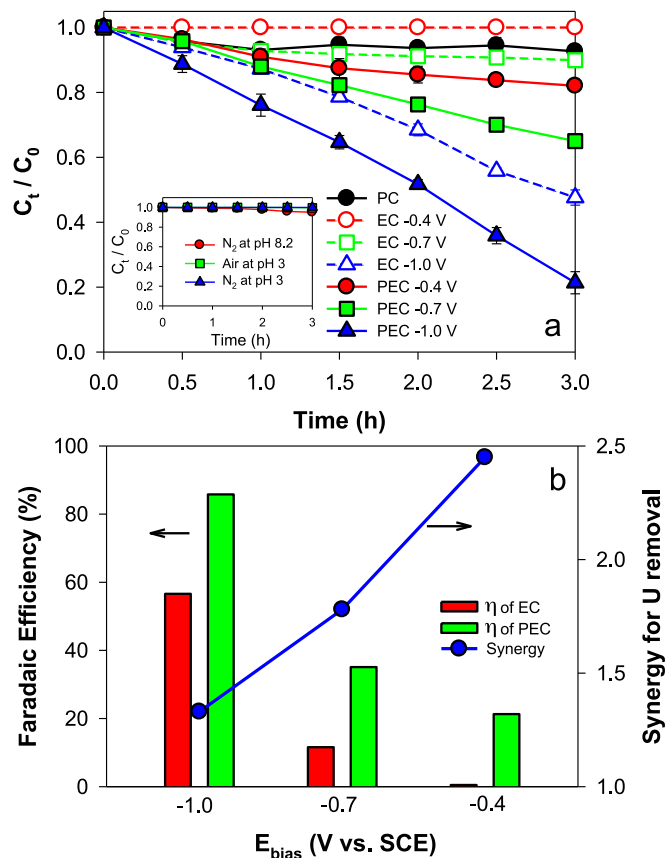 1.0
0.8
0.6
0.4
0.2
0.0
C_t / C_0
1.0
0.8
0.6
0.4
0.2
0.0
C_t / C_0
N_2 at pH 8.2
Air at pH 3
N_2 at pH 3
0 1 2 3
Time (h)
PC
EC -0.4 V
EC -0.7 V
EC -1.0 V
PEC -0.4 V
PEC -0.7 V
PEC -1.0 V
a
0.0 0.5 1.0 1.5 2.0 2.5 3.0
Time (h)
100
80
60
40
20
0
Faradaic Efficiency (%)
b
η of EC
η of PEC
Synergy
2.5
2.0
1.5
1.0
Synergy for U removal
-1.0 -0.7 -0.4
E_bias (V vs. SCE)